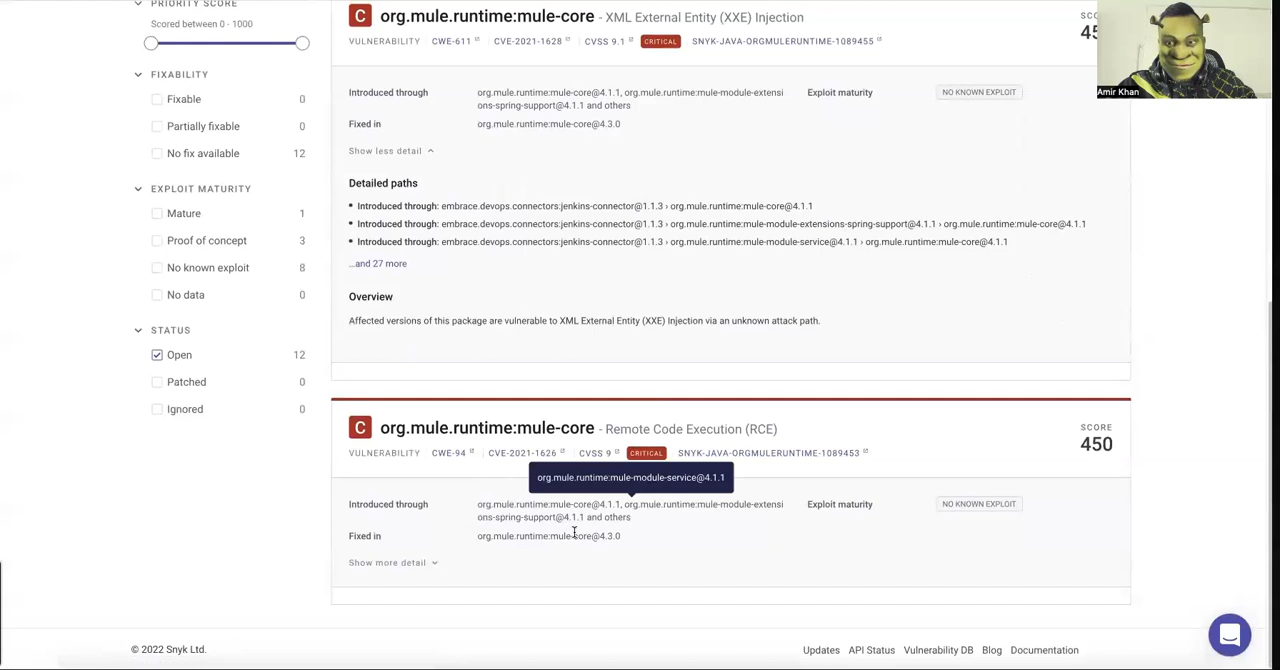 PRIORITY SCORE
Scored between 0 - 1000
FIXABILITY
Fixable 0
Partially fixable 0
No fix available 12
EXPLOIT MATURITY
Mature 1
Proof of concept 3
No known exploit 8
No data 0
STATUS
Open 12
Patched 0
Ignored 0
C org.mule.runtime:mule-core - XML External Entity (XXE) Injection
VULNERABILITY CWE-611 CVE-2021-1628 CVSS 9.1 CRITICAL SNYK-JAVA-ORGMULERUNTIME-1089455
Amir Khan
Introduced through org.mule.runtime:mule-core@4.1.1, org.mule.runtime:mule-module-extensi
ons-spring-support@4.1.1 and others
Exploit maturity NO KNOWN EXPLOIT
Fixed in org.mule.runtime:mule-core@4.3.0
Show less detail
Detailed paths
• Introduced through: embrace.devops.connectors:jenkins-connector@1.1.3 › org.mule.runtime:mule-core@4.1.1
• Introduced through: embrace.devops.connectors:jenkins-connector@1.1.3 › org.mule.runtime:mule-module-extensions-spring-support@4.1.1 › org.mule.runtime:mule-core@4.1.1
• Introduced through: embrace.devops.connectors:jenkins-connector@1.1.3 › org.mule.runtime:mule-module-service@4.1.1 › org.mule.runtime:mule-core@4.1.1
...and 27 more
Overview
Affected versions of this package are vulnerable to XML External Entity (XXE) Injection via an unknown attack path.
C org.mule.runtime:mule-core - Remote Code Execution (RCE)
SCORE
450
VULNERABILITY CWE-94 CVE-2021-1626 CVSS 9 CRITICAL SNYK-JAVA-ORGMULERUNTIME-1089453
org.mule.runtime:mule-module-service@4.1.1
Introduced through org.mule.runtime:mule-core@4.1.1, org.mule.runtime:mule-module-extensi
ons-spring-support@4.1.1 and others
Exploit maturity NO KNOWN EXPLOIT
Fixed in org.mule.runtime:mule-core@4.3.0
Show more detail
© 2022 Snyk Ltd.
Updates API Status Vulnerability DB Blog Documentation